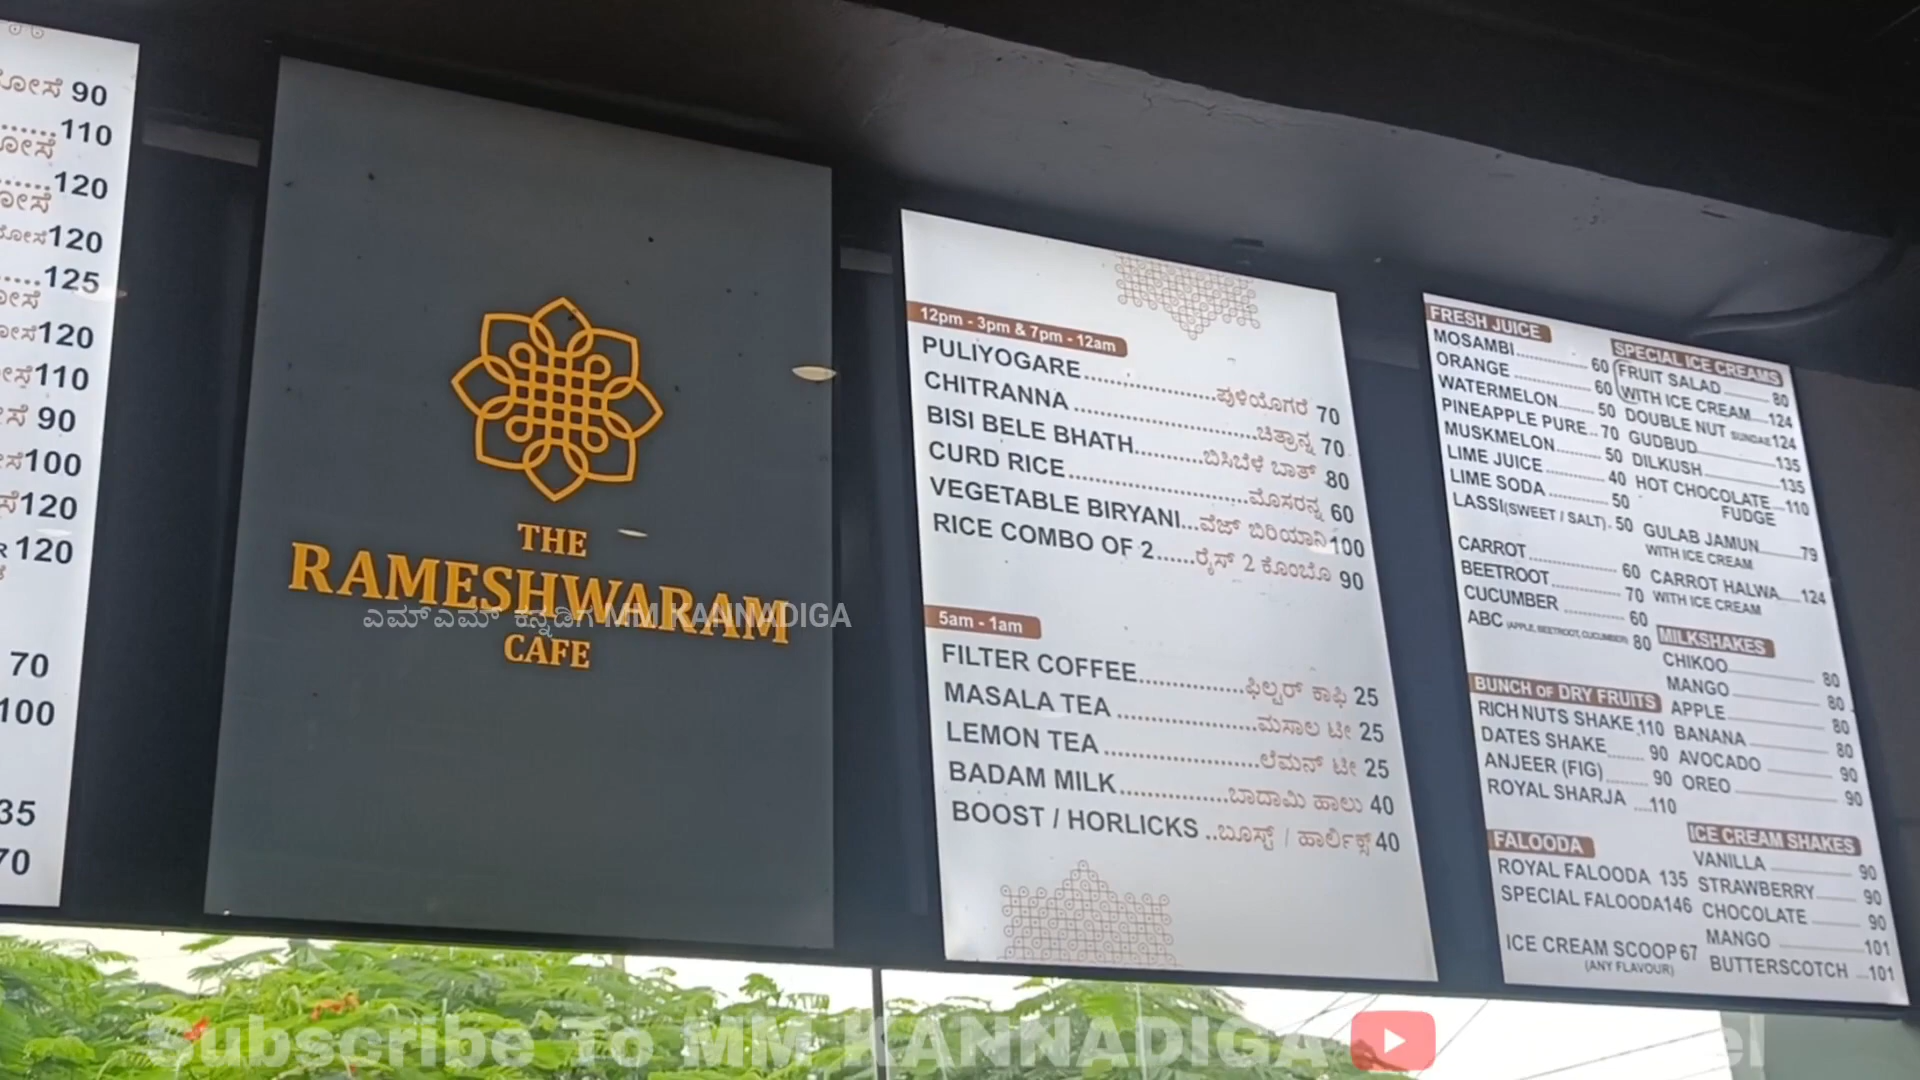 ದೋಸೆ 90
......110
ದೋಸೆ
......120
ದೋಸೆ
ದೋಸೆ120
.....125
ದೋಸೆ
ದೋಸೆ120
110
90
100
120
R 120
70
100
35
70
THE
RAMESHWARAM
CAFE
ಎಮ್ಎಮ್ ಕನ್ನಡಿಗ MM KANNADIGA
12pm - 3pm & 7pm - 12am
PULIYOGARE....................ಪುಳಿಯೊಗರೆ 70
CHITRANNA ............................ಚಿತ್ರಾನ್ನ 70
BISI BELE BHATH...........ಬಿಸಿಬೆಳೆ ಬಾತ್ 80
CURD RICE............................ಮೊಸರನ್ನ 60
VEGETABLE BIRYANI...ವೆಜ್ ಬಿರಿಯಾನಿ100
RICE COMBO OF 2......ರೈಸ್ 2 ಕೊಂಬೊ 90
5am - 1am
FILTER COFFEE................ಫಿಲ್ಟರ್ ಕಾಫಿ 25
MASALA TEA .....................ಮಸಾಲ ಟೀ 25
LEMON TEA .......................ಲೆಮನ್ ಟೀ 25
BADAM MILK................ಬಾದಾಮಿ ಹಾಲು 40
BOOST / HORLICKS ..ಬೂಸ್ಟ್ / ಹಾರ್ಲಿಕ್ಸ್ 40
FRESH JUICE
MOSAMBI............... 60
ORANGE ................ 60
WATERMELON........ 50
PINEAPPLE PURE.. 70
MUSKMELON.......... 50
LIME JUICE ............. 40
LIME SODA ............. 50
LASSI(SWEET / SALT). 50
CARROT................... 60
BEETROOT.............. 70
CUCUMBER ............ 60
ABC (APPLE, BEETROOT, CUCUMBER) 80
BUNCH OF DRY FRUITS
RICH NUTS SHAKE 110
DATES SHAKE........ 90
ANJEER (FIG).......... 90
ROYAL SHARJA ....110
FALOODA
ROYAL FALOODA 135
SPECIAL FALOODA146
ICE CREAM SCOOP 67
(ANY FLAVOUR)
SPECIAL ICE CREAMS
FRUIT SALAD.......... 80
WITH ICE CREAM....124
DOUBLE NUT SUNDAE124
GUDBUD.................135
DILKUSH.................135
HOT CHOCOLATE...110
FUDGE
GULAB JAMUN.........79
WITH ICE CREAM
CARROT HALWA.....124
WITH ICE CREAM
MILKSHAKES
CHIKOO.................... 80
MANGO.................... 80
APPLE...................... 80
BANANA................... 80
AVOCADO ............... 90
OREO....................... 90
ICE CREAM SHAKES
VANILLA ................... 90
STRAWBERRY......... 90
CHOCOLATE ........... 90
MANGO ...................101
BUTTERSCOTCH ...101
Subscribe To MM KANNADIGA